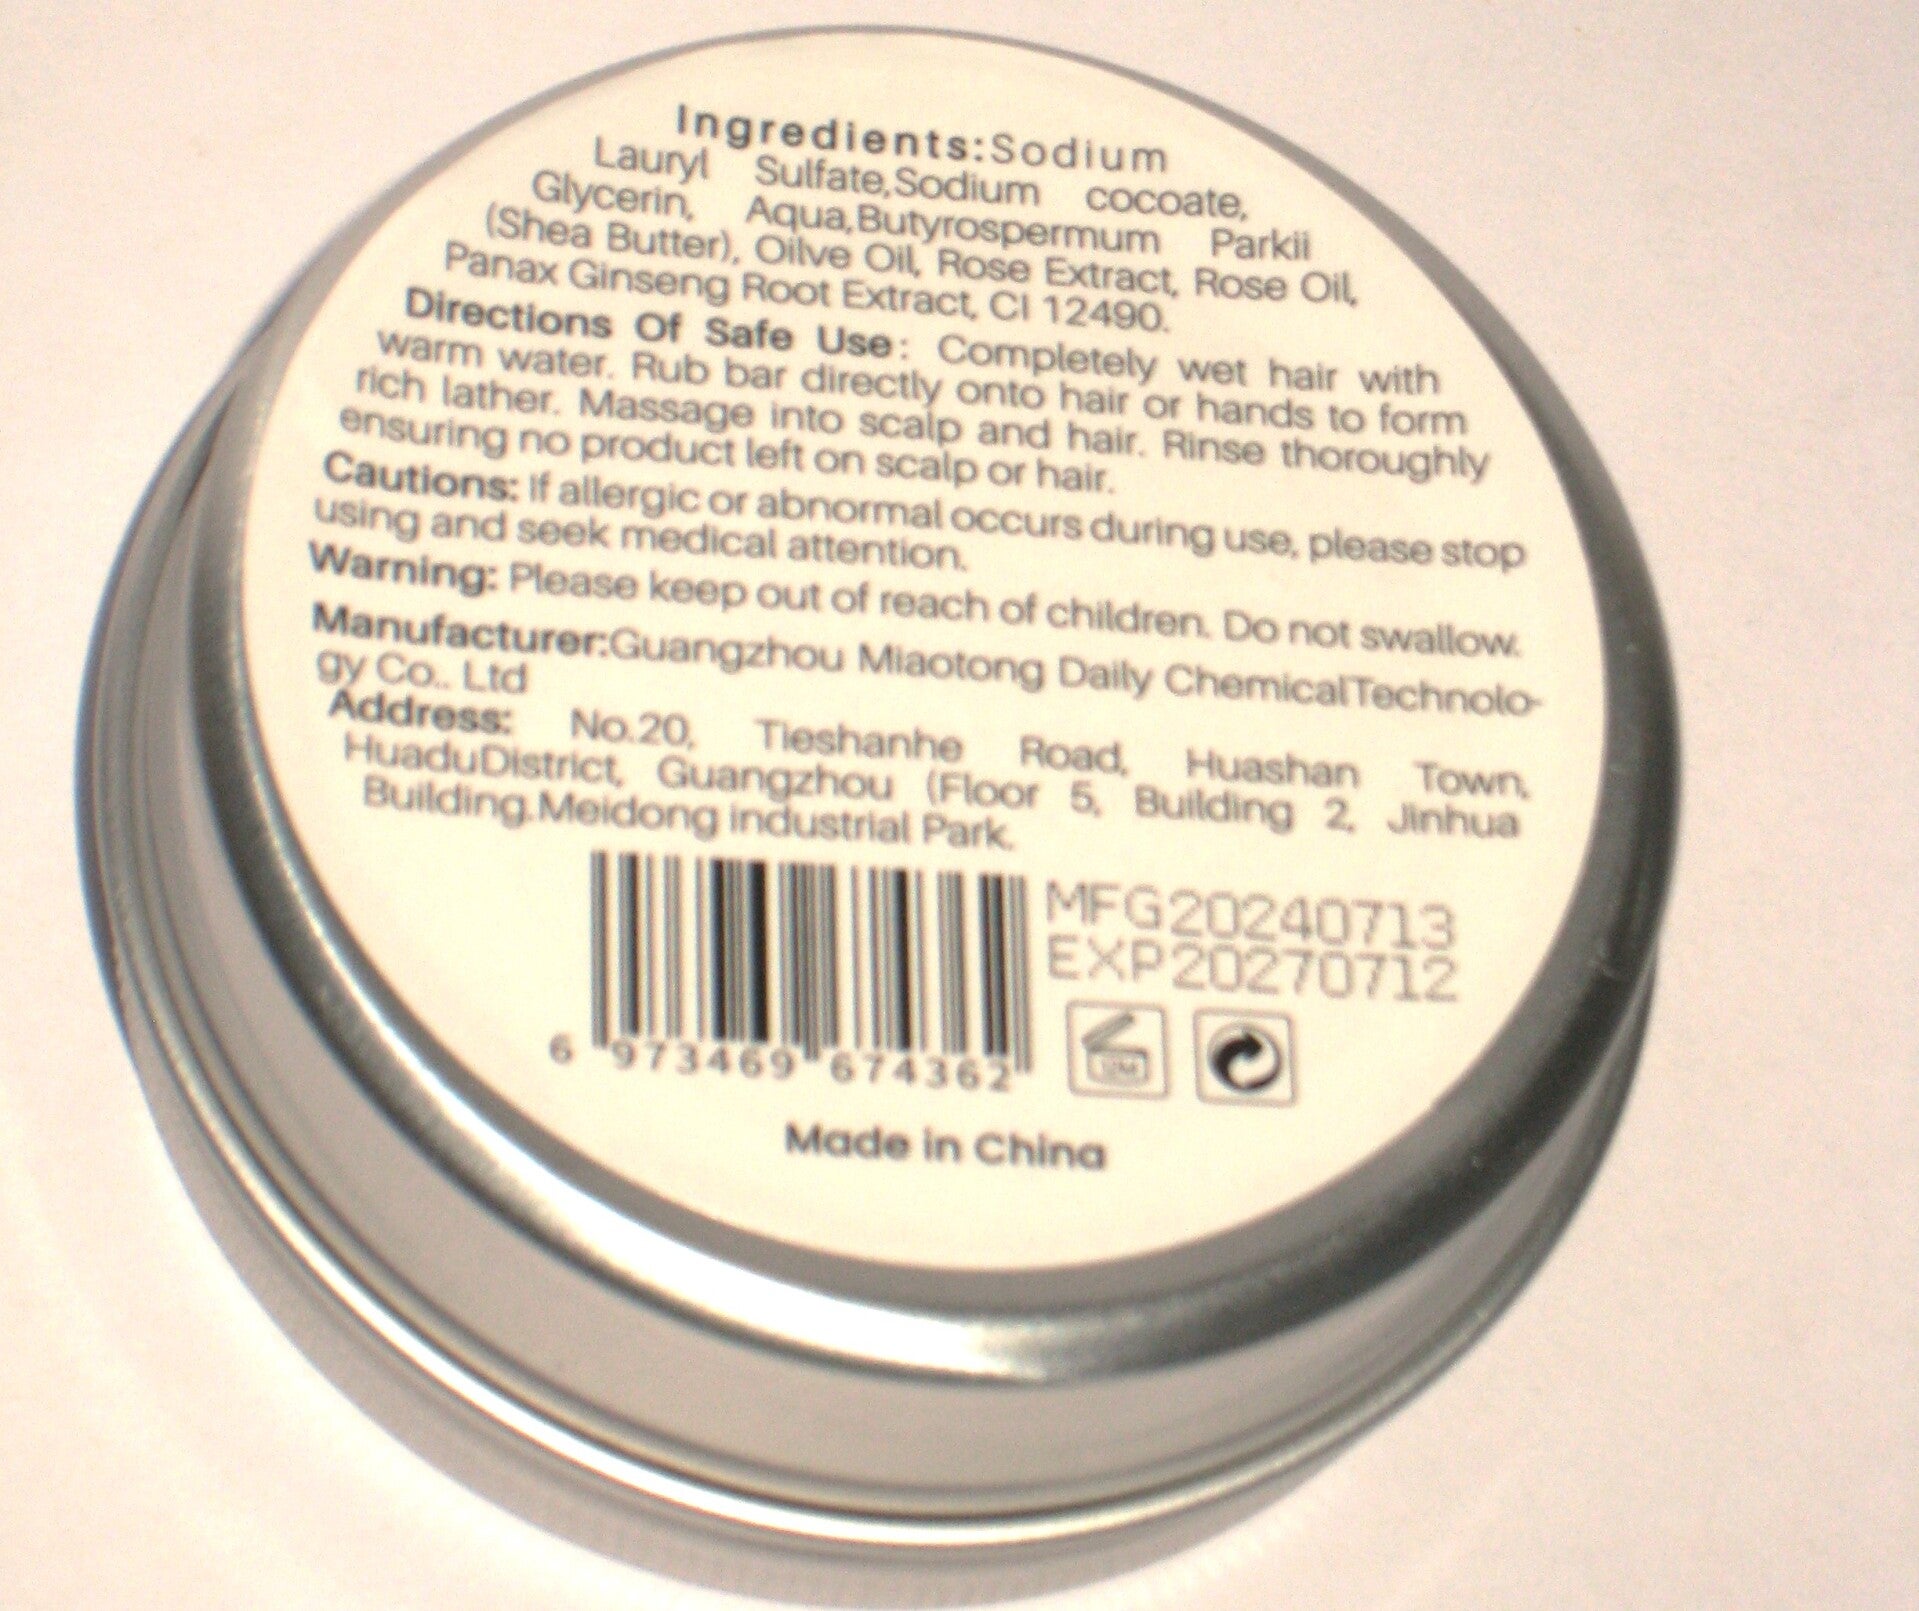 Ingredients:Sodium
Lauryl Sulfate,Sodium cocoate,
Glycerin, Aqua,Butyrospermum Parkii
(Shea Butter), Oilve Oil, Rose Extract, Rose Oil,
Panax Ginseng Root Extract, CI 12490.
Directions Of Safe Use: Completely wet hair with
warm water. Rub bar directly onto hair or hands to form
rich lather. Massage into scalp and hair. Rinse thoroughly
ensuring no product left on scalp or hair.
Cautions: If allergic or abnormal occurs during use, please stop
using and seek medical attention.
Warning: Please keep out of reach of children. Do not swallow.
Manufacturer:Guangzhou Miaotong Daily ChemicalTechnolo-
gy Co.. Ltd
Address: No.20, Tieshanhe Road, Huashan Town,
HuaduDistrict, Guangzhou (Floor 5, Building 2, Jinhua
Building.Meidong industrial Park.
MFG20240713
EXP20270712
6 973469 674362
Made in China